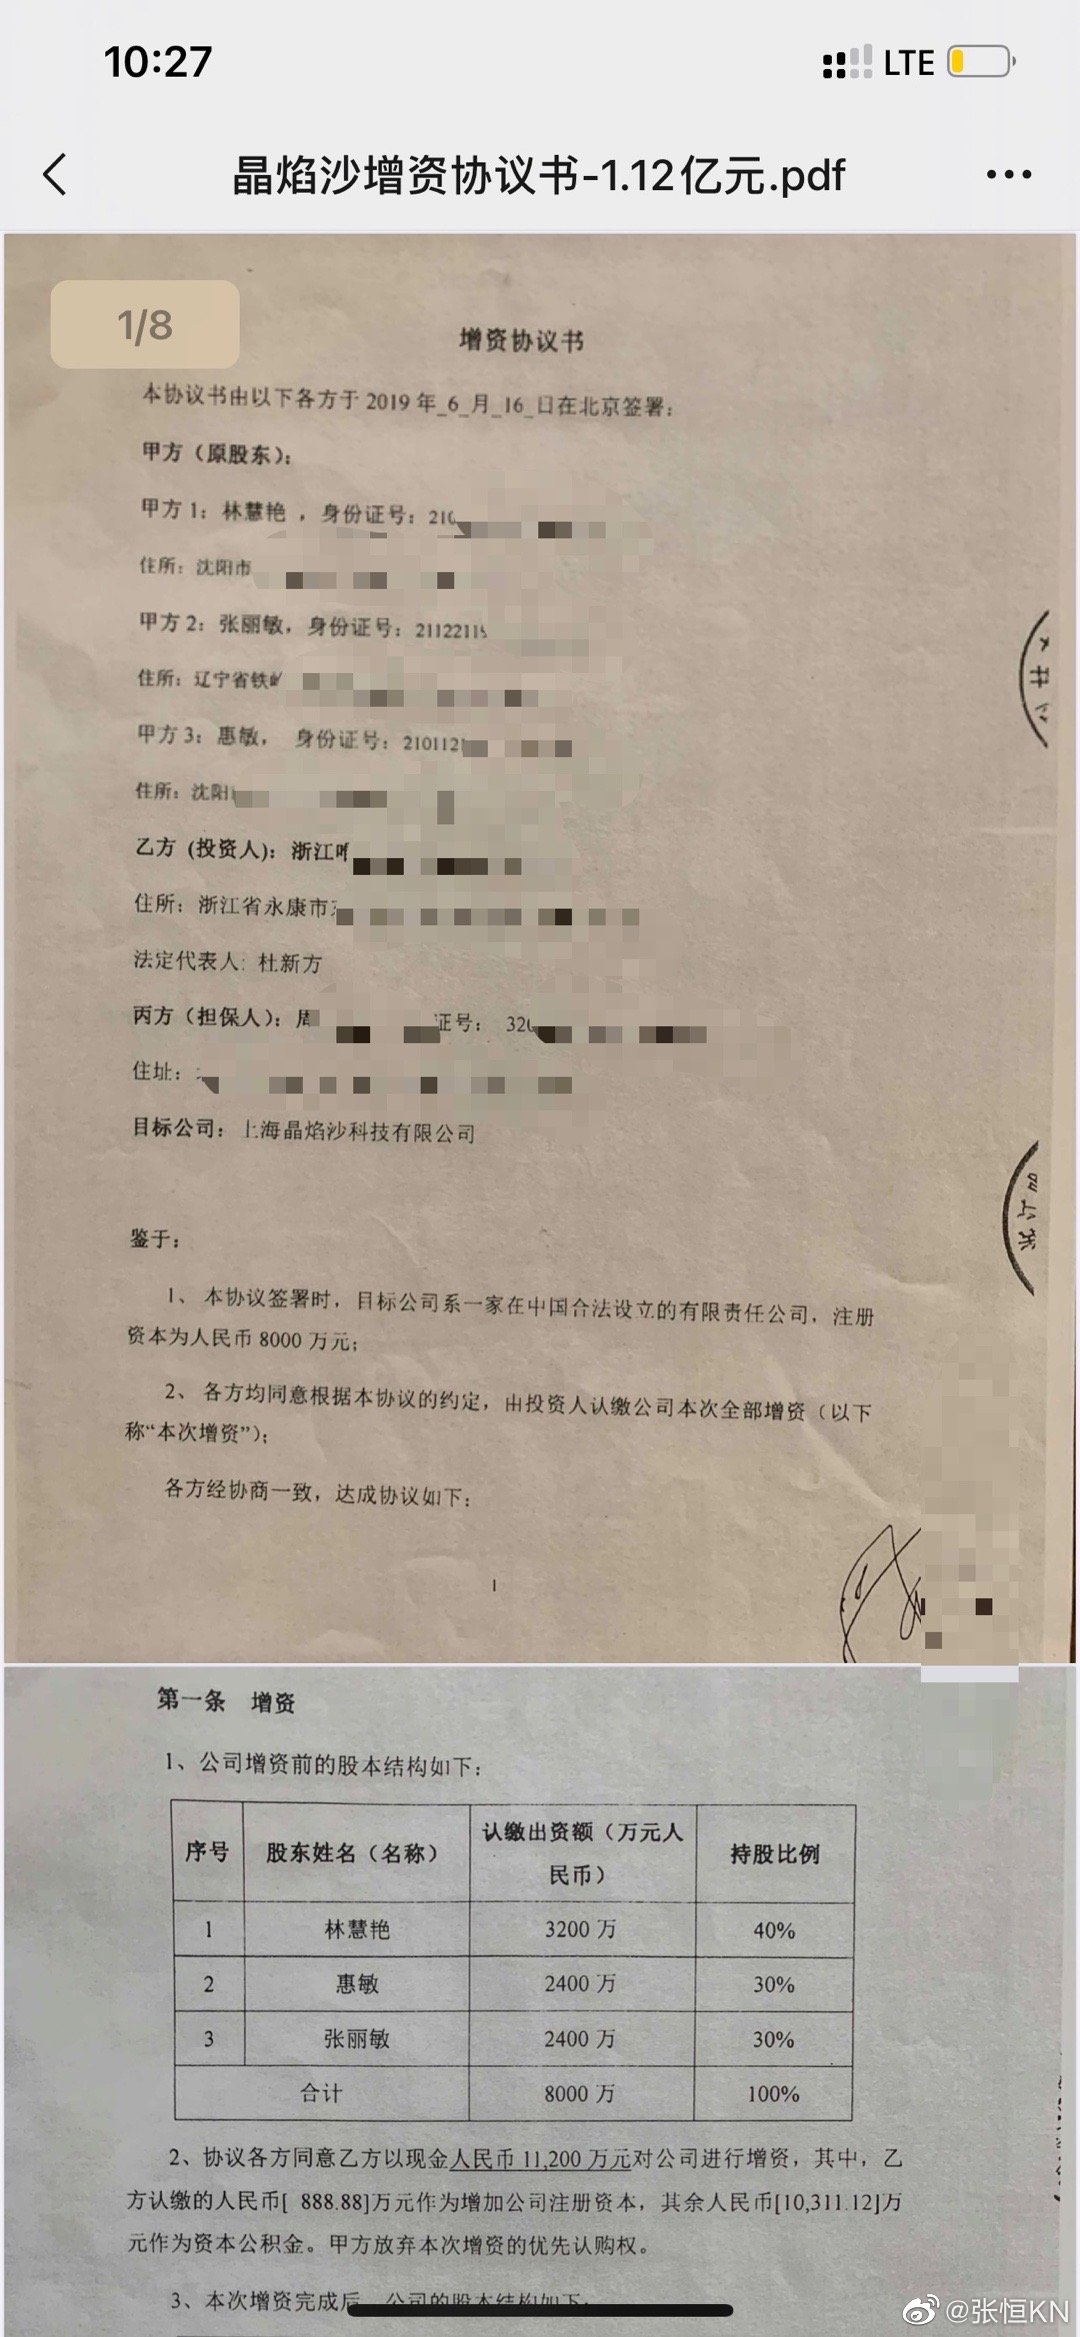 10:27
LTE
晶焰沙增资协议书-1.12亿元.pdf
1/8
增资协议书
本协议书由以下各方于 2019 年_6_月_16_日在北京签署：
甲方（原股东）：
甲方 1：林慧艳 ，身份证号：210
住所：沈阳市
甲方 2：张丽敏，身份证号：2112211
住所：辽宁省铁
甲方 3：惠敏， 身份证号：210112
住所：沈阳
乙方（投资人）：浙江
住所：浙江省永康市
法定代表人：杜新方
丙方（担保人）：周 证号： 320
住址：
目标公司：上海晶焰沙科技有限公司
鉴于：
1、 本协议签署时，目标公司系一家在中国合法设立的有限责任公司，注册
资本为人民币 8000 万元；
2、 各方均同意根据本协议的约定，由投资人认缴公司本次全部增资（以下
称“本次增资”）；
各方经协商一致，达成协议如下：
1
第一条 增资
1、公司增资前的股本结构如下：
序号 股东姓名（名称） 认缴出资额（万元人民币） 持股比例
1 林慧艳 3200 万 40%
2 惠敏 2400 万 30%
3 张丽敏 2400 万 30%
合计 8000 万 100%
2、协议各方同意乙方以现金人民币 11,200 万元对公司进行增资，其中，乙
方认缴的人民币[ 888.88]万元作为增加公司注册资本，其余人民币[10,311.12]万
元作为资本公积金。甲方放弃本次增资的优先认购权。
3、本次增资完成后，公司的股本结构如下：
@张恒KN